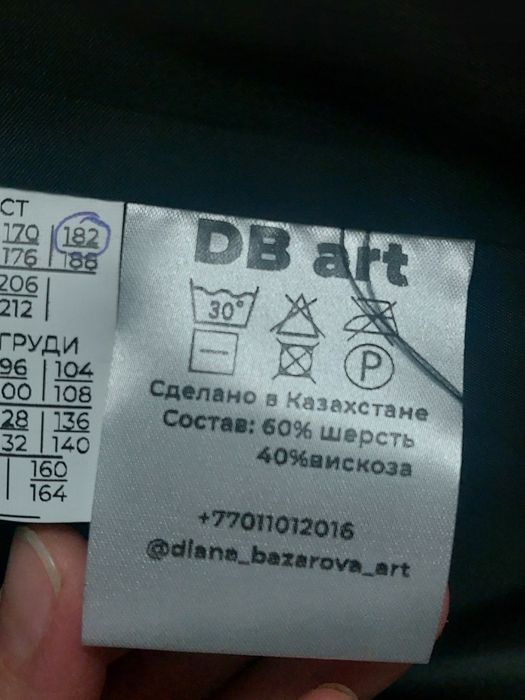 СТ
170 | 182
176 | 188
206
212
ГРУДИ
96 | 104
00 | 108
28 | 136
32 | 140
160
164
DB art
30°
P
Сделано в Казахстане
Состав: 60% шерсть
40%вискоза
+77011012016
@diana_bazarova_art